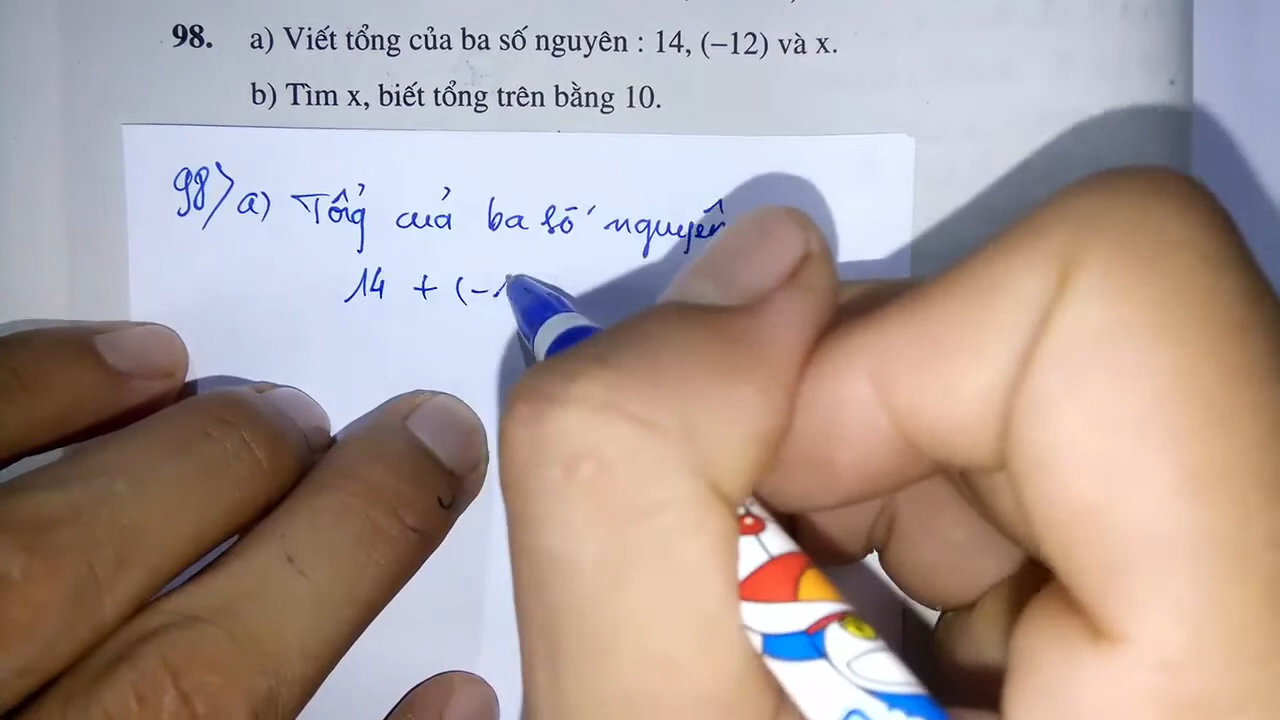 98. a) Viết tổng của ba số nguyên : 14, (−12) và x.
b) Tìm x, biết tổng trên bằng 10.
98> a) Tổng của ba số nguyên
14 + (-1